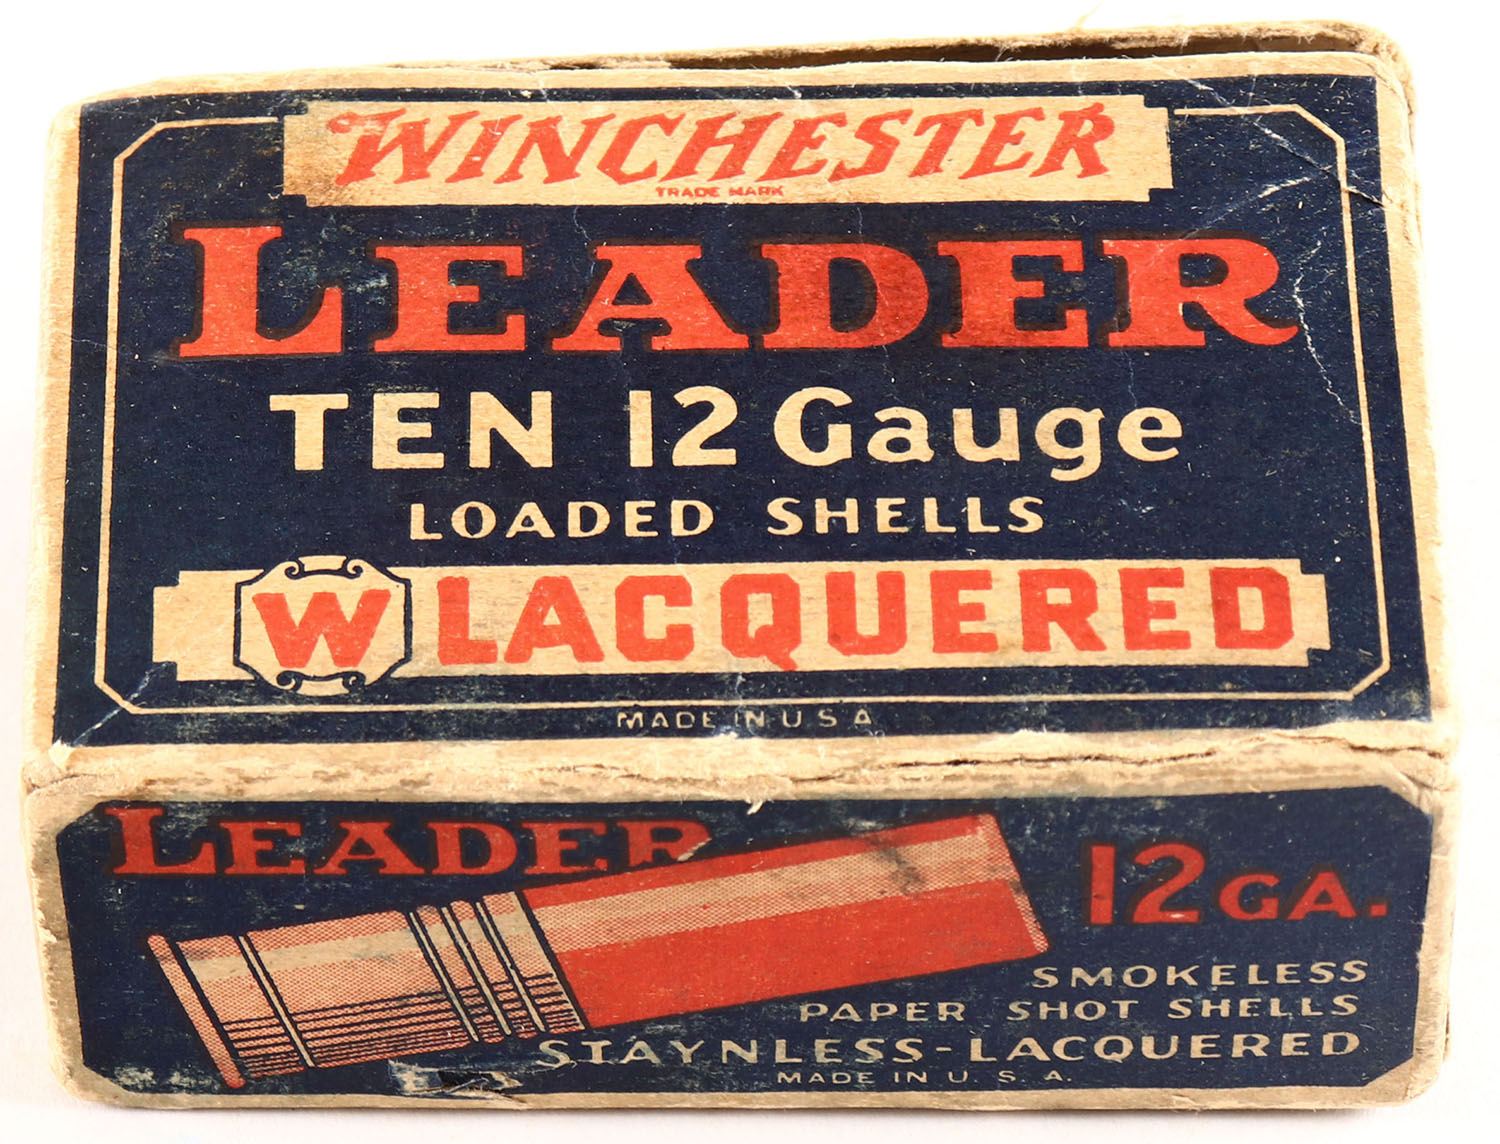 WINCHESTER
TRADE MARK
LEADER
TEN 12 Gauge
LOADED SHELLS
W LACQUERED
MADE IN U S A
LEADER
12 GA.
SMOKELESS
PAPER SHOT SHELLS
STAYNLESS-LACQUERED
MADE IN U. S. A.